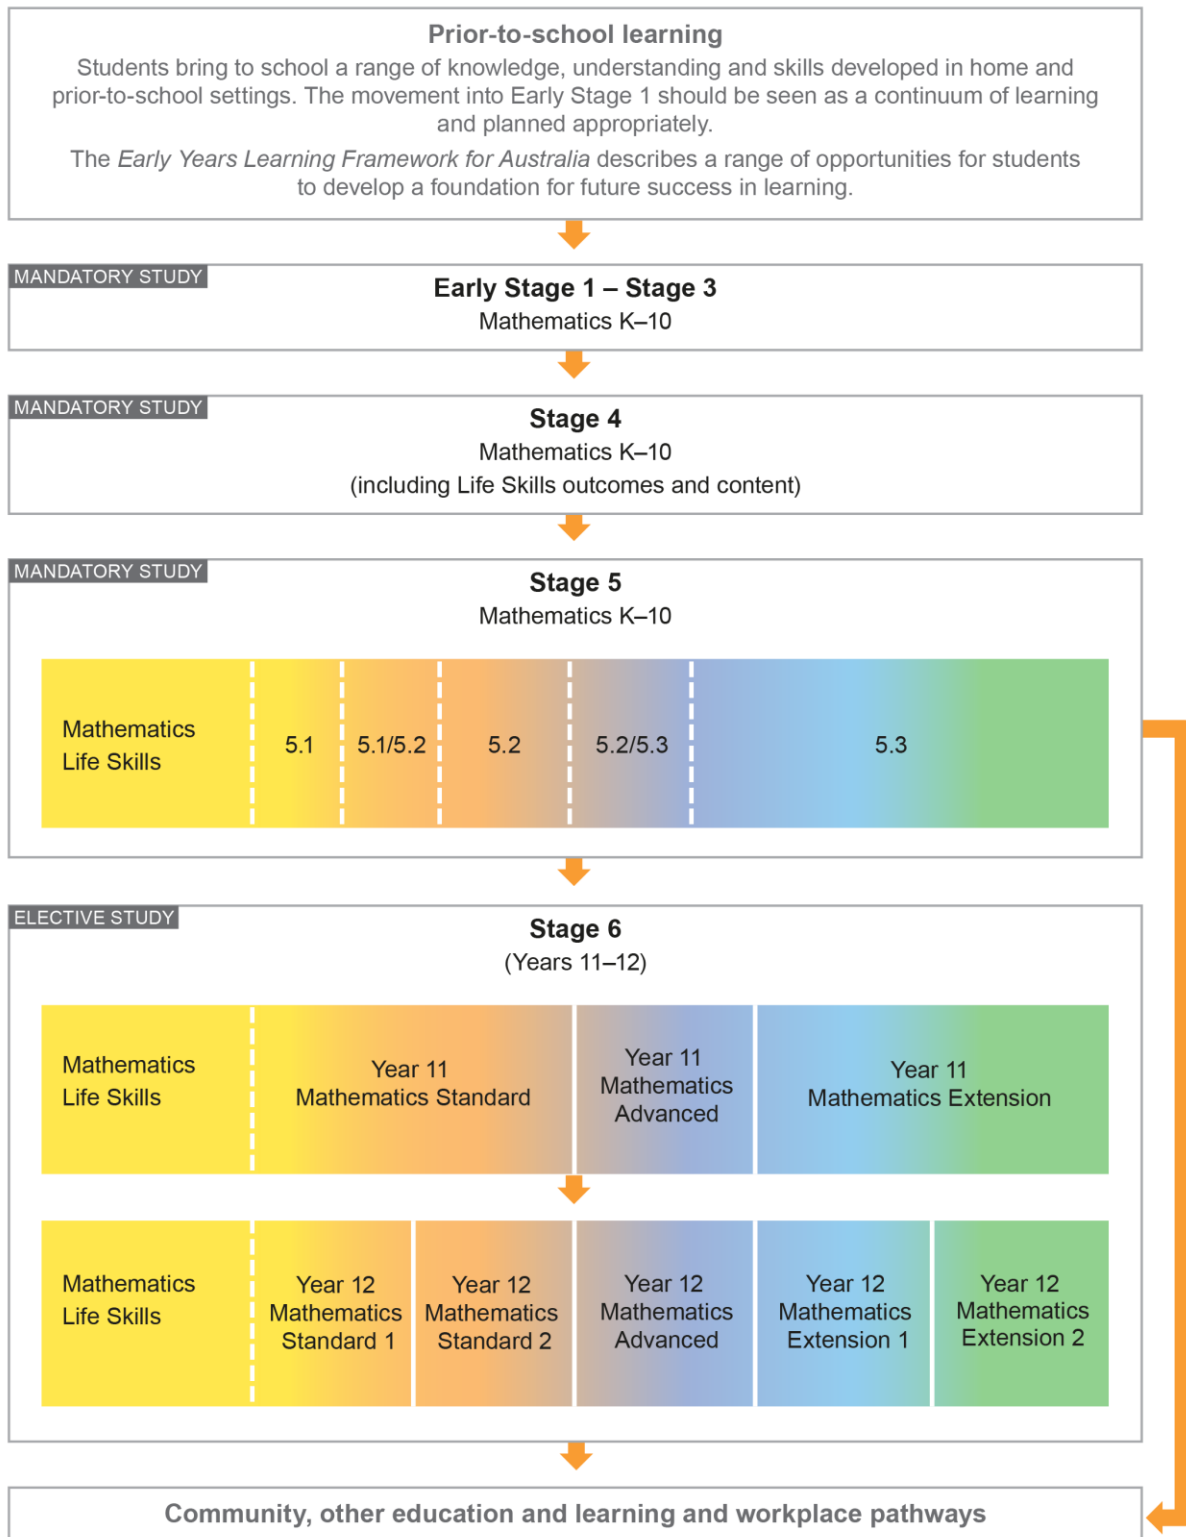 Prior-to-school learning
Students bring to school a range of knowledge, understanding and skills developed in home and
prior-to-school settings. The movement into Early Stage 1 should be seen as a continuum of learning
and planned appropriately.
The Early Years Learning Framework for Australia describes a range of opportunities for students
to develop a foundation for future success in learning.
MANDATORY STUDY
Early Stage 1 – Stage 3
Mathematics K–10
MANDATORY STUDY
Stage 4
Mathematics K–10
(including Life Skills outcomes and content)
MANDATORY STUDY
Stage 5
Mathematics K–10
Mathematics
Life Skills
5.1
5.1/5.2
5.2
5.2/5.3
5.3
ELECTIVE STUDY
Stage 6
(Years 11–12)
Mathematics
Life Skills
Year 11
Mathematics Standard
Year 11
Mathematics
Advanced
Year 11
Mathematics Extension
Mathematics
Life Skills
Year 12
Mathematics
Standard 1
Year 12
Mathematics
Standard 2
Year 12
Mathematics
Advanced
Year 12
Mathematics
Extension 1
Year 12
Mathematics
Extension 2
Community, other education and learning and workplace pathways